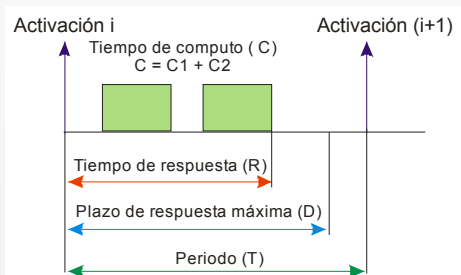 Activación i
Activación (i+1)
Tiempo de computo ( C)
C = C1 + C2
Tiempo de respuesta (R)
Plazo de respuesta máxima (D)
Periodo (T)